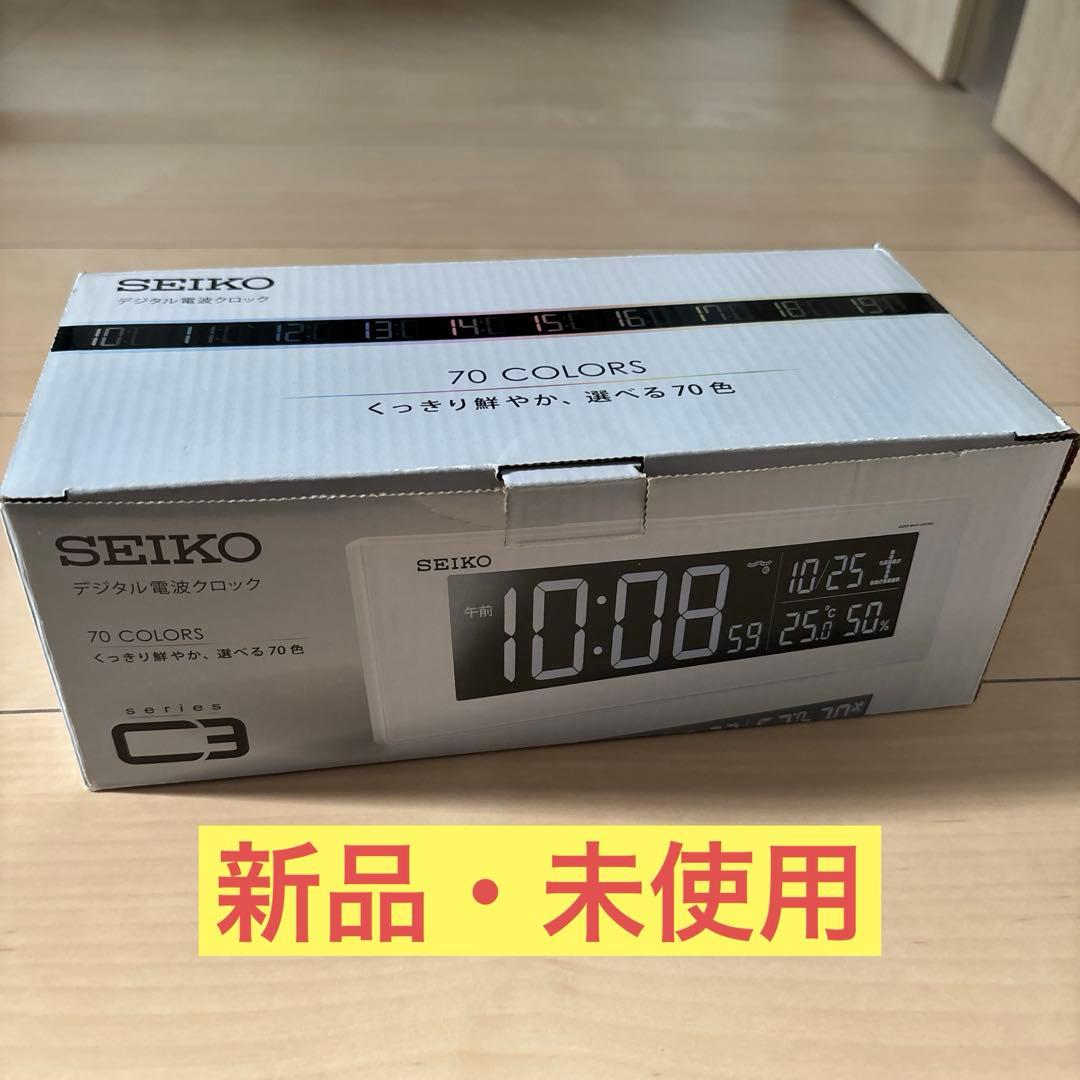 SEIKO
デジタル電波クロック
10: 11: 12: 13: 14: 15: 16: 17: 18: 19:
70 COLORS
くっきり鮮やか、選べる70色
SEIKO
デジタル電波クロック
70 COLORS
くっきり鮮やか、選べる70色
series
C3
SEIKO
午前 10:08 59
10/25 土
25.0℃ 50%
新品・未使用